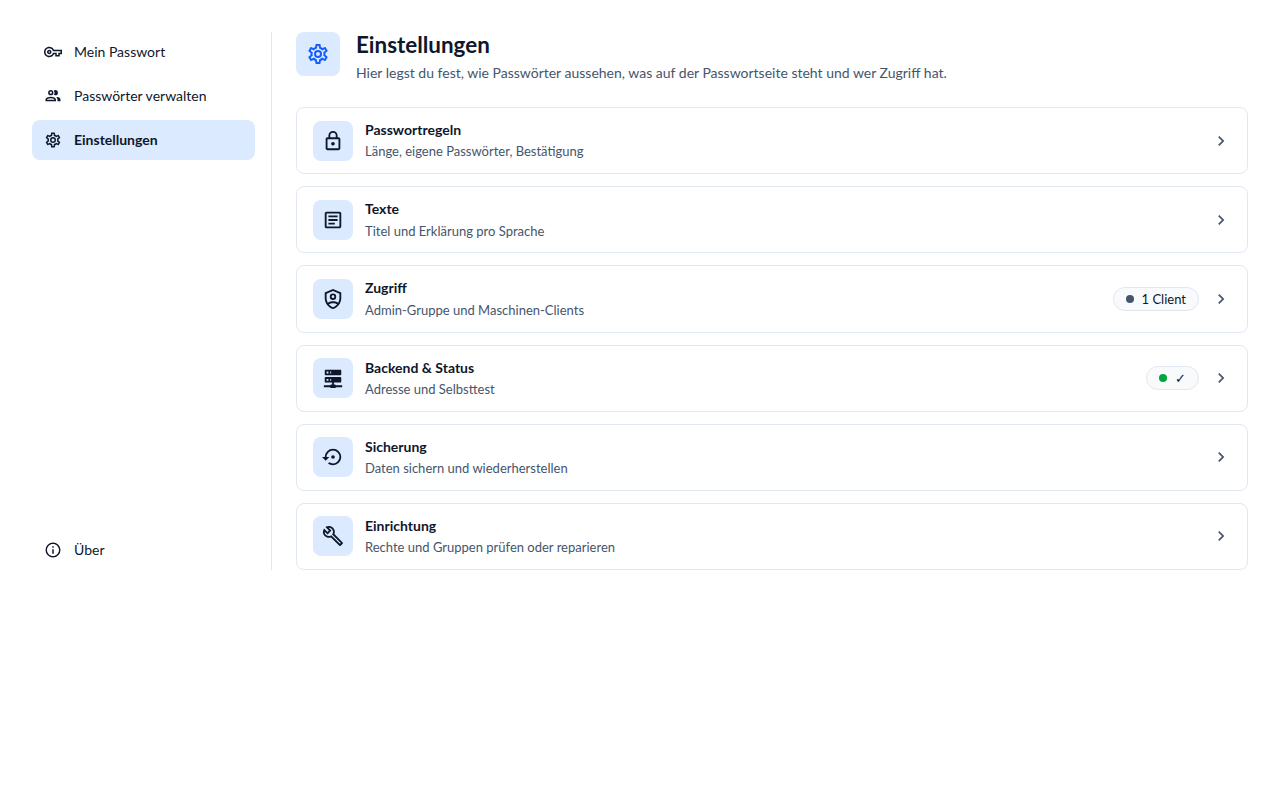 Mein Passwort
Passwörter verwalten
Einstellungen
Über
Einstellungen
Hier legst du fest, wie Passwörter aussehen, was auf der Passwortseite steht und wer Zugriff hat.
Passwortregeln
Länge, eigene Passwörter, Bestätigung
Texte
Titel und Erklärung pro Sprache
Zugriff
Admin-Gruppe und Maschinen-Clients
1 Client
Backend & Status
Adresse und Selbsttest
✓
Sicherung
Daten sichern und wiederherstellen
Einrichtung
Rechte und Gruppen prüfen oder reparieren